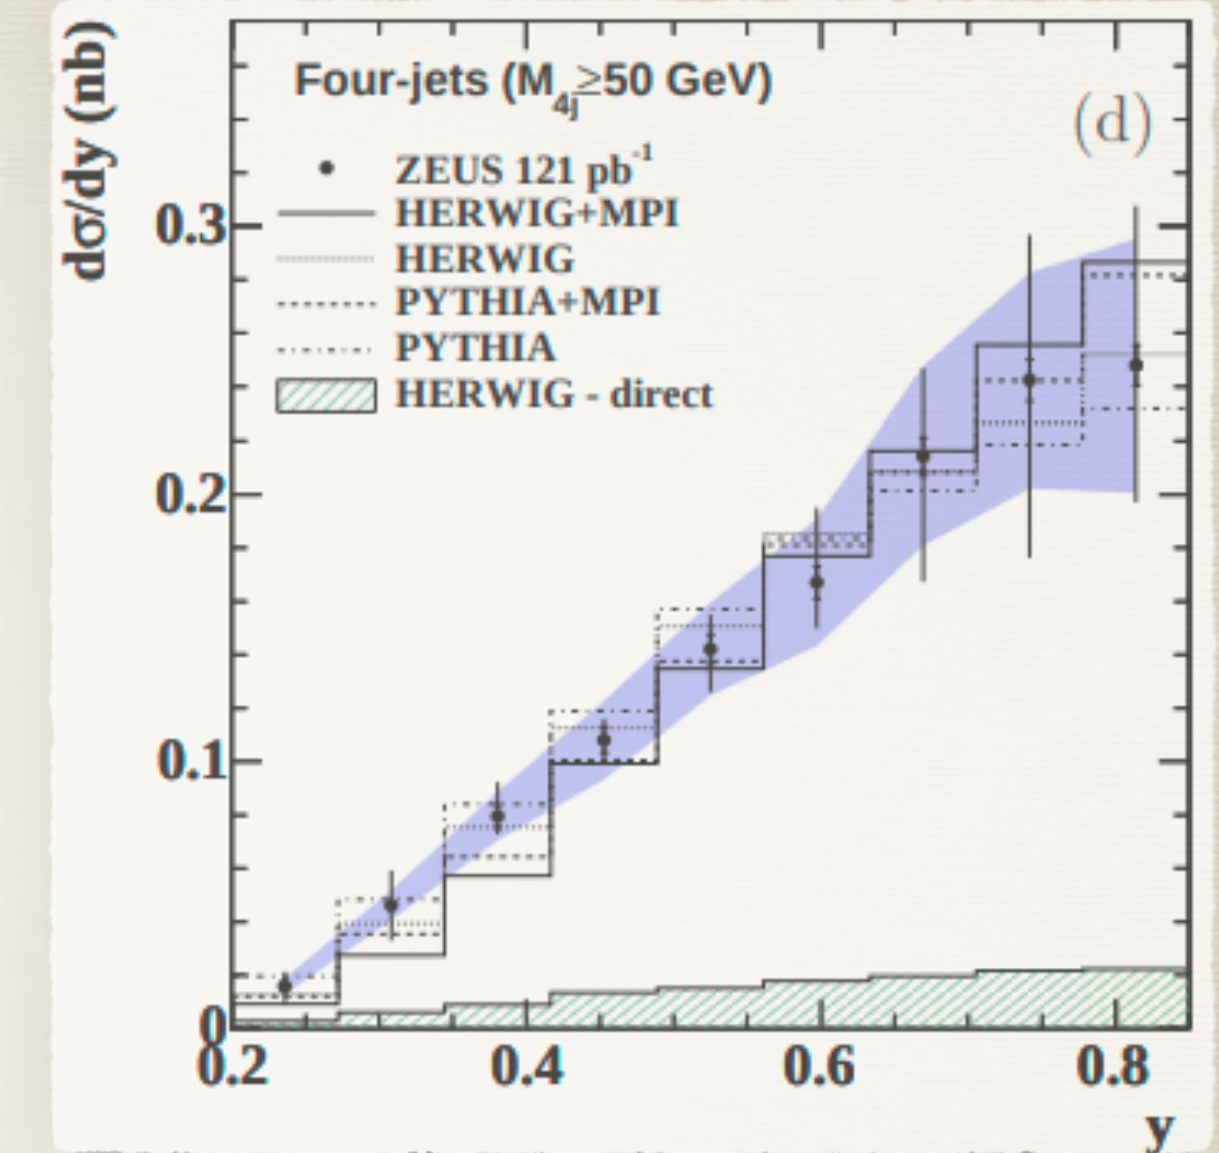 dσ/dy (nb)
Four-jets (M4j≥50 GeV)
(d)
ZEUS 121 pb-1
HERWIG+MPI
HERWIG
PYTHIA+MPI
PYTHIA
HERWIG - direct
0.3
0.2
0.1
0
0.2 0.4 0.6 0.8
y